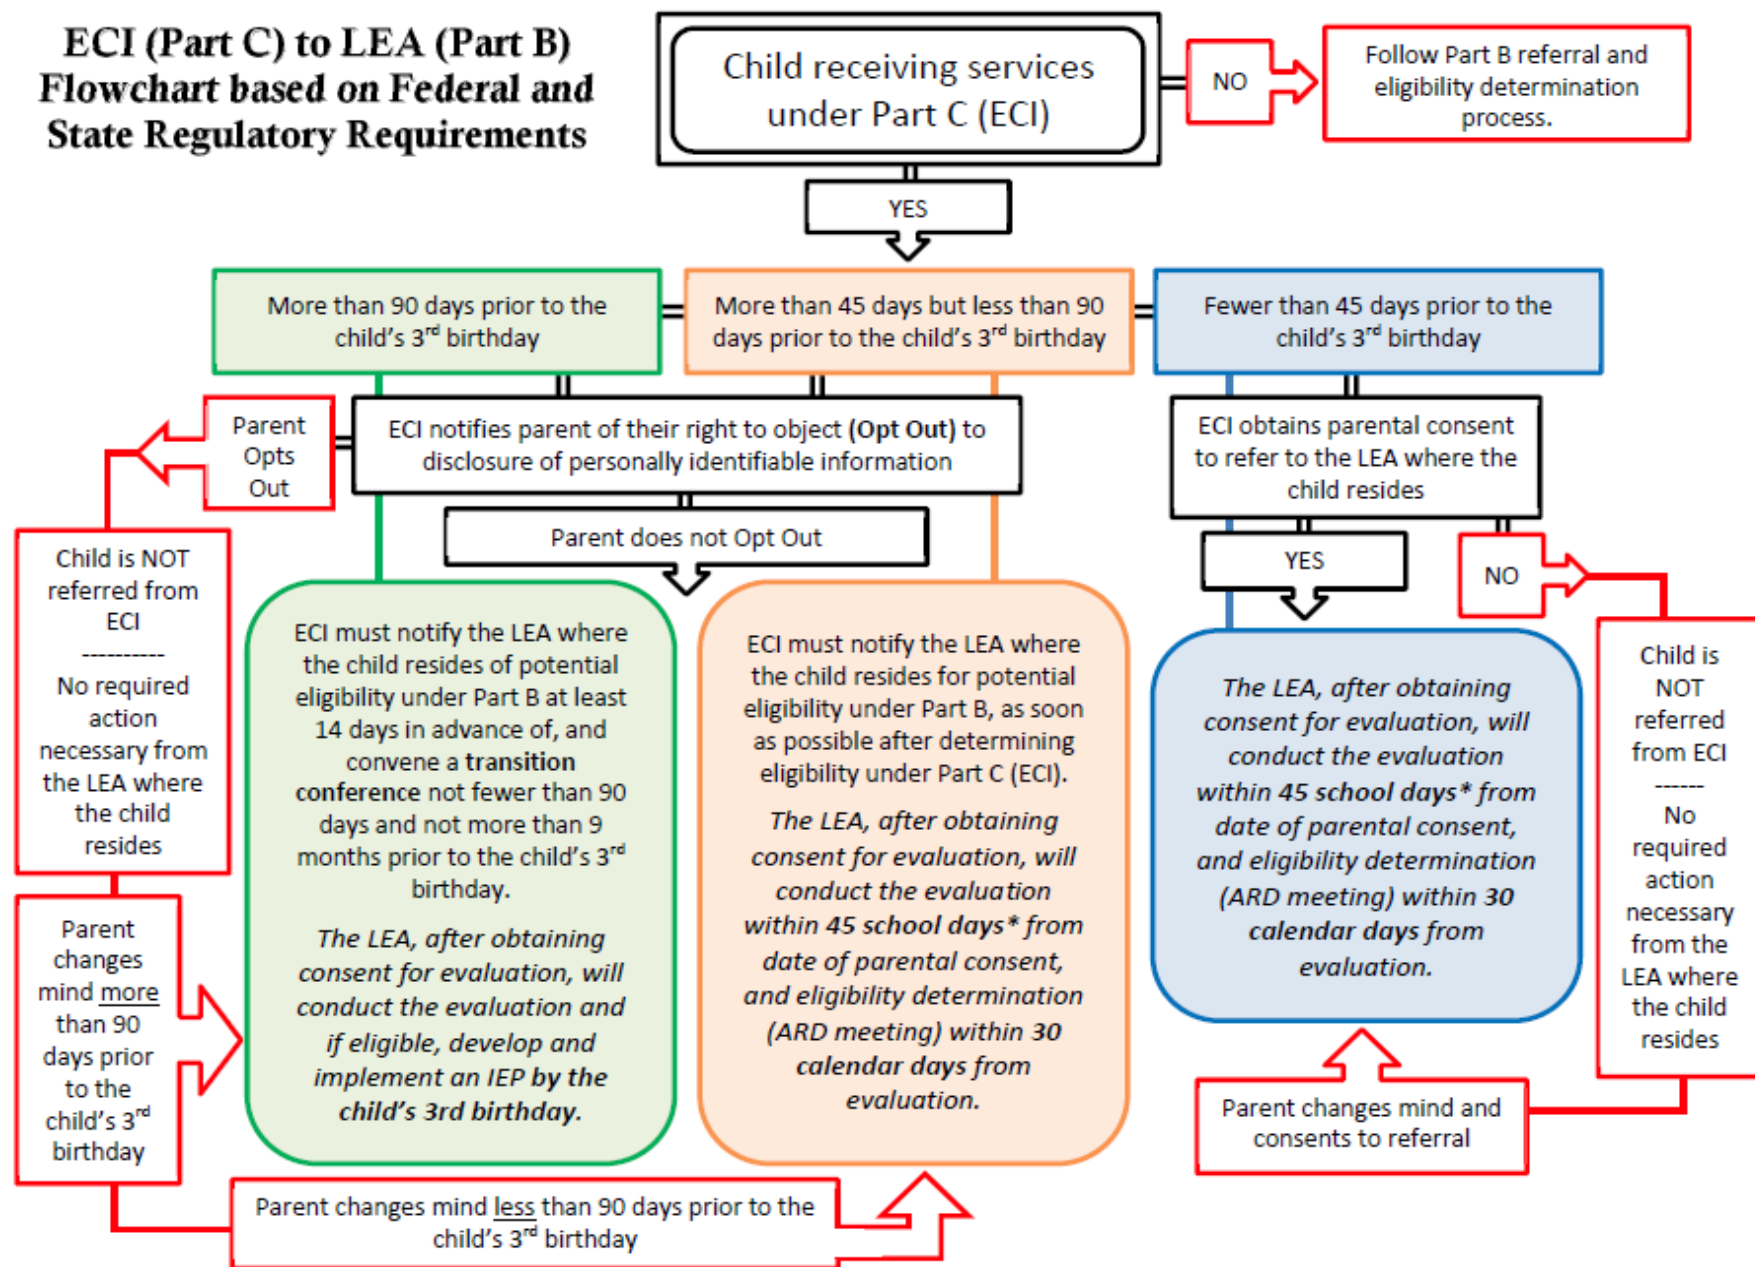 ECI (Part C) to LEA (Part B)
Flowchart based on Federal and
State Regulatory Requirements
Child receiving services
under Part C (ECI)
NO
Follow Part B referral and
eligibility determination
process.
YES
More than 90 days prior to the
child's 3rd birthday
More than 45 days but less than 90
days prior to the child's 3rd birthday
Fewer than 45 days prior to the
child's 3rd birthday
Parent
Opts
Out
ECI notifies parent of their right to object (Opt Out) to
disclosure of personally identifiable information
ECI obtains parental consent
to refer to the LEA where the
child resides
Parent does not Opt Out
YES
NO
Child is NOT
referred from
ECI
----------
No required
action
necessary from
the LEA where
the child
resides
ECI must notify the LEA where
the child resides of potential
eligibility under Part B at least
14 days in advance of, and
convene a transition
conference not fewer than 90
days and not more than 9
months prior to the child's 3rd
birthday.
The LEA, after obtaining
consent for evaluation, will
conduct the evaluation and
if eligible, develop and
implement an IEP by the
child's 3rd birthday.
ECI must notify the LEA where
the child resides for potential
eligibility under Part B, as soon
as possible after determining
eligibility under Part C (ECI).
The LEA, after obtaining
consent for evaluation, will
conduct the evaluation
within 45 school days* from
date of parental consent,
and eligibility determination
(ARD meeting) within 30
calendar days from
evaluation.
The LEA, after obtaining
consent for evaluation, will
conduct the evaluation
within 45 school days* from
date of parental consent,
and eligibility determination
(ARD meeting) within 30
calendar days from
evaluation.
Child is
NOT
referred
from ECI
------
No
required
action
necessary
from the
LEA where
the child
resides
Parent
changes
mind more
than 90
days prior
to the
child's 3rd
birthday
Parent changes mind and
consents to referral
Parent changes mind less than 90 days prior to the
child's 3rd birthday